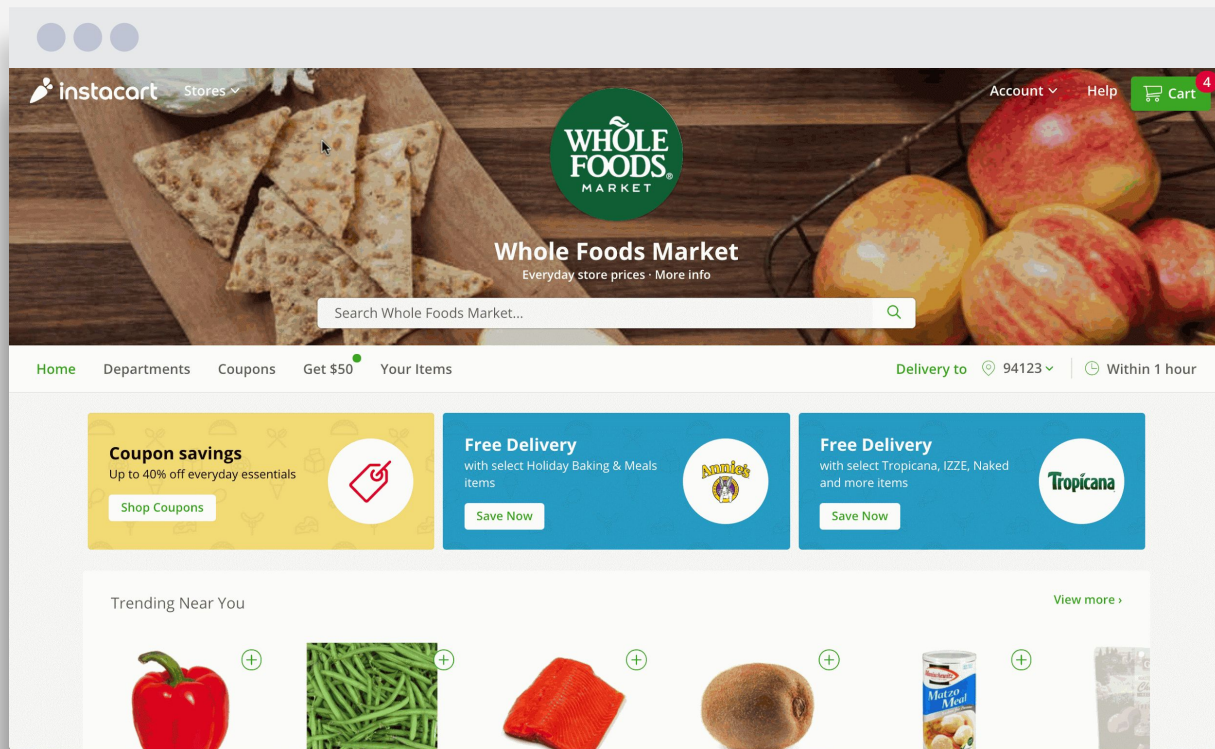 instacart
Stores
Account
Help
Cart
4
WHOLE
FOODS®
MARKET
Whole Foods Market
Everyday store prices · More info
Search Whole Foods Market...
Home
Departments
Coupons
Get $50
Your Items
Delivery to
94123
Within 1 hour
Coupon savings
Up to 40% off everyday essentials
Shop Coupons
Free Delivery
with select Holiday Baking & Meals
items
Save Now
Annie's
Free Delivery
with select Tropicana, IZZE, Naked
and more items
Save Now
Tropicana
Trending Near You
View more ›
Manischewitz
Matzo
Meal